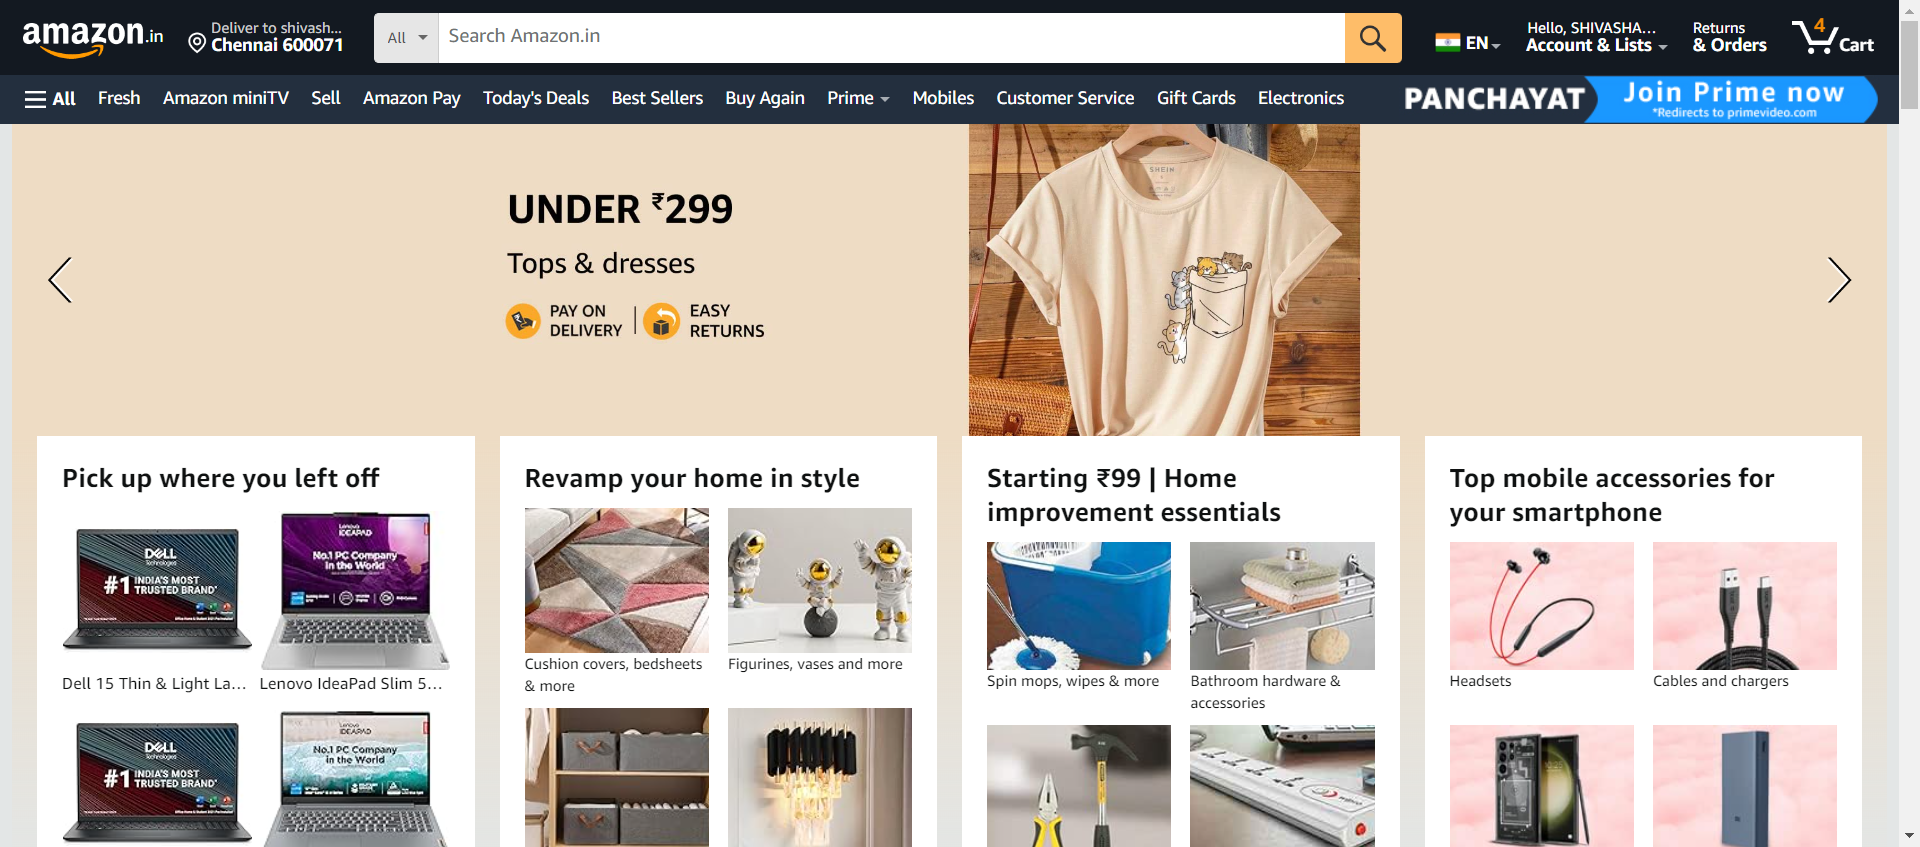 amazon.in
Deliver to shivash...
Chennai 600071
All
Search Amazon.in
EN
Hello, SHIVASHA...
Account & Lists
Returns
& Orders
4
Cart
All
Fresh
Amazon miniTV
Sell
Amazon Pay
Today's Deals
Best Sellers
Buy Again
Prime
Mobiles
Customer Service
Gift Cards
Electronics
PANCHAYAT
Join Prime now
*Redirects to primevideo.com
UNDER ₹299
Tops & dresses
PAY ON
DELIVERY
EASY
RETURNS
SHEIN
Pick up where you left off
DELL
Technologies
#1 INDIA'S MOST
TRUSTED BRAND*
Lenovo
IDEAPAD
No.1 PC Company
in the World
Dell 15 Thin & Light La...
Lenovo IdeaPad Slim 5...
DELL
Technologies
#1 INDIA'S MOST
TRUSTED BRAND*
Lenovo
IDEAPAD
No.1 PC Company
in the World
Revamp your home in style
Cushion covers, bedsheets
& more
Figurines, vases and more
Starting ₹99 | Home
improvement essentials
Spin mops, wipes & more
Bathroom hardware &
accessories
wipro
Top mobile accessories for
your smartphone
Headsets
Cables and chargers